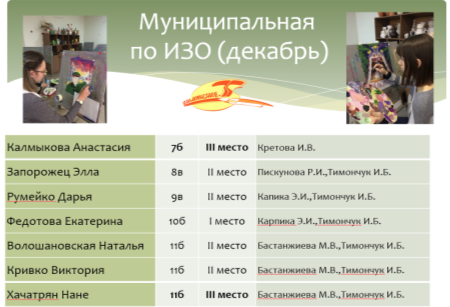 Муниципальная
по ИЗО (декабрь)
Калмыкова Анастасия 7б III место Кретова И.В.
Запорожец Элла 8в II место Пискунова Р.И.,Тимончук И.Б.
Румейко Дарья 9в II место Капика Э.И.,Тимончук И.Б.
Федотова Екатерина 10б I место Карпика Э.И.,Тимончук И.Б.
Волошановская Наталья 11б II место Бастанжиева М.В.,Тимончук И.Б.
Кривко Виктория 11б II место Бастанжиева М.В.,Тимончук И.Б.
Хачатрян Нане 11б III место Бастанжиева М.В.,Тимончук И.Б.